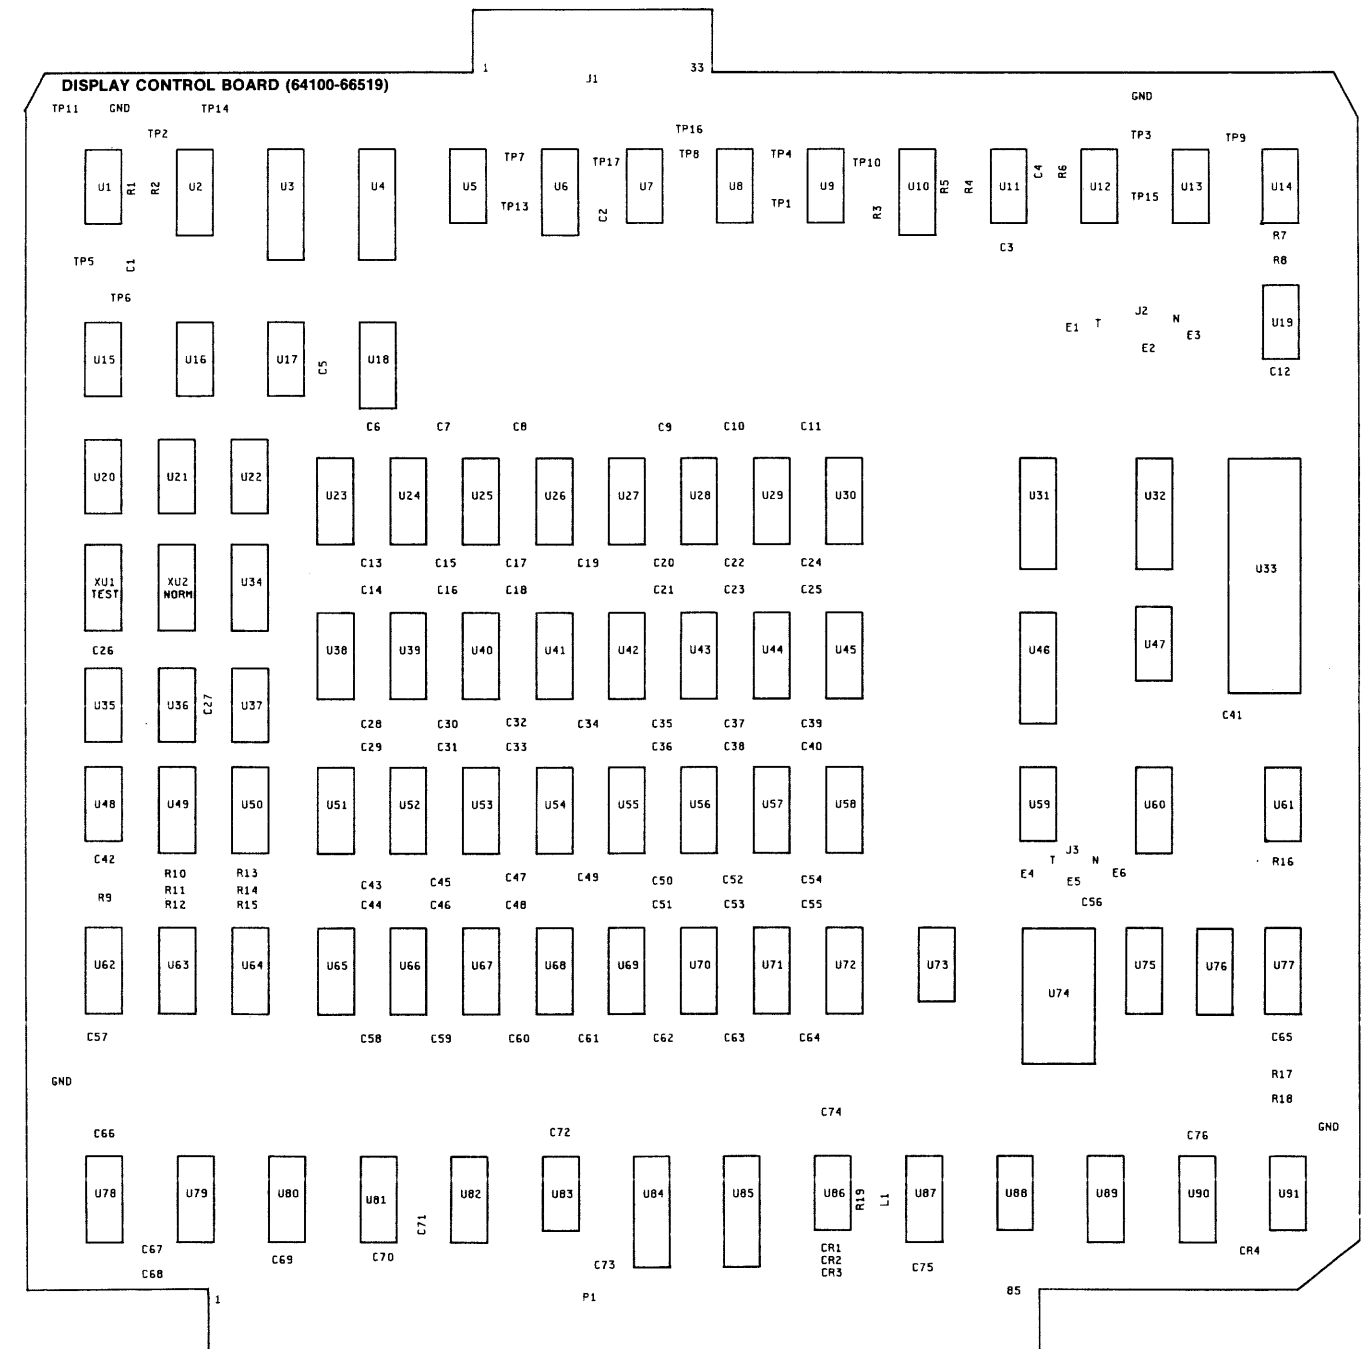 1 J1 33
DISPLAY CONTROL BOARD (64100-66519)
TP11 GND TP14 GND
TP2 TP16 TP3 TP9
TP7 TP17 TP8 TP4 TP10
U1 R1 R2 U2 U3 U4 U5 U6 U7 U8 U9 U10 R5 R4 U11 C4 R6 U12 U13 U14
TP13 C2 TP1 R3 TP15
R7
C3
TP5 C1 R8
TP6
J2
E1 T N E3 U19
E2
U15 U16 U17 C5 U18
C12
C6 C7 C8 C9 C10 C11
U20 U21 U22
U23 U24 U25 U26 U27 U28 U29 U30 U31 U32
C13 C15 C17 C19 C20 C22 C24
U33
XU1 XU2 U34
TEST NORM
C14 C16 C18 C21 C23 C25
C26 U38 U39 U40 U41 U42 U43 U44 U45 U46 U47
U35 U36 C27 U37
C41
C28 C30 C32 C34 C35 C37 C39
C29 C31 C33 C36 C38 C40
U48 U49 U50 U51 U52 U53 U54 U55 U56 U57 U58 U59 U60 U61
J3
C42 T N R16
R10 R13 E4 E5 E6
C43 C45 C47 C49 C50 C52 C54
R11 R14
R9
R12 R15 C44 C46 C48 C51 C53 C55 C56
U62 U63 U64 U65 U66 U67 U68 U69 U70 U71 U72 U73 U75 U76 U77
U74
C57 C58 C59 C60 C61 C62 C63 C64 C65
R17
GND
R18
C74
GND
C66 C72 C76
U78 U79 U80 U81 U82 U83 U84 U85 U86 R19 L1 U87 U88 U89 U90 U91
C71
C67 C69 C70 CR1 CR4
CR2
C68 C73 CR3 C75
1 P1 85